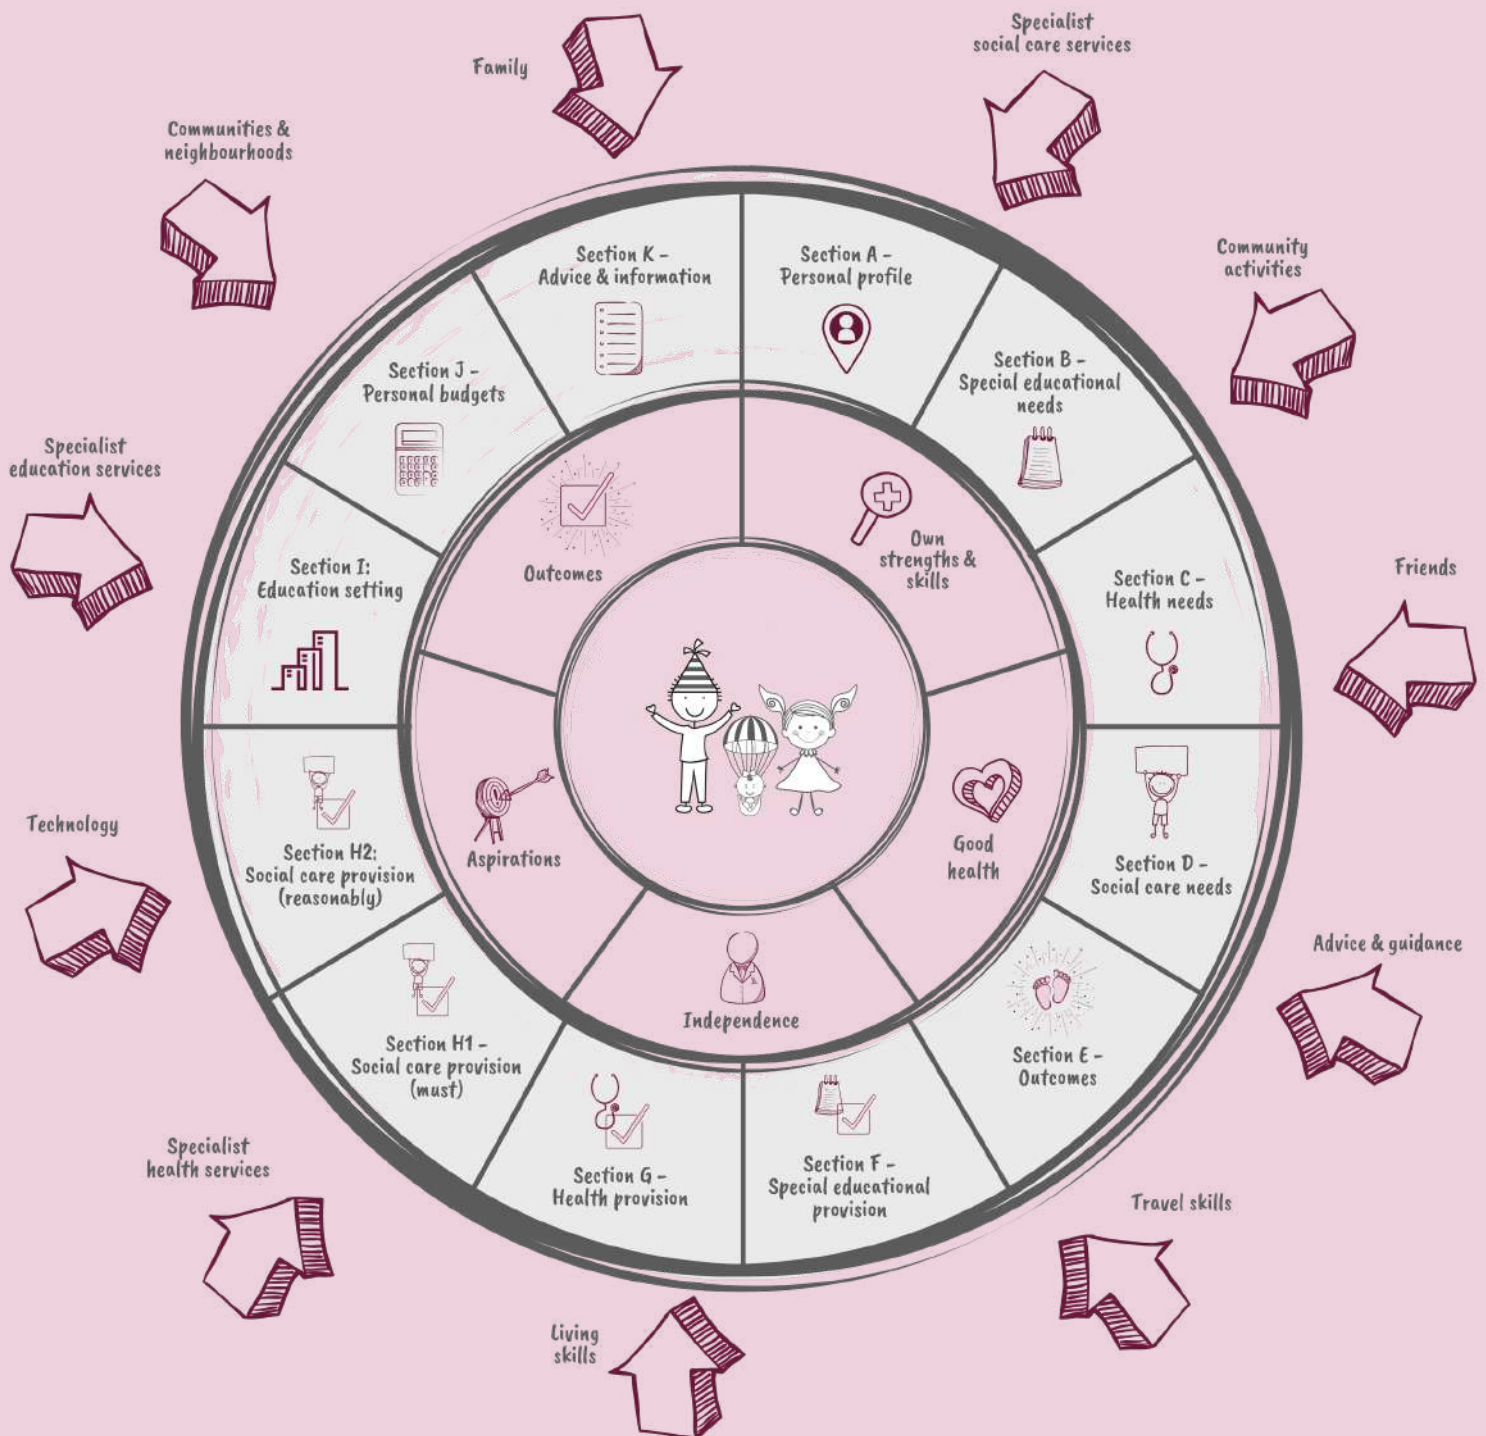 Family
Specialist
social care services
Communities &
neighbourhoods
Community
activities
Specialist
education services
Friends
Technology
Advice & guidance
Specialist
health services
Travel skills
Living
skills
Section A -
Personal profile
Section B -
Special educational
needs
Section C -
Health needs
Section D -
Social care needs
Section E -
Outcomes
Section F -
Special educational
provision
Section G -
Health provision
Section H1 -
Social care provision
(must)
Section H2:
Social care provision
(reasonably)
Section I:
Education setting
Section J -
Personal budgets
Section K -
Advice & information
Own
strengths &
skills
Good
health
Independence
Aspirations
Outcomes